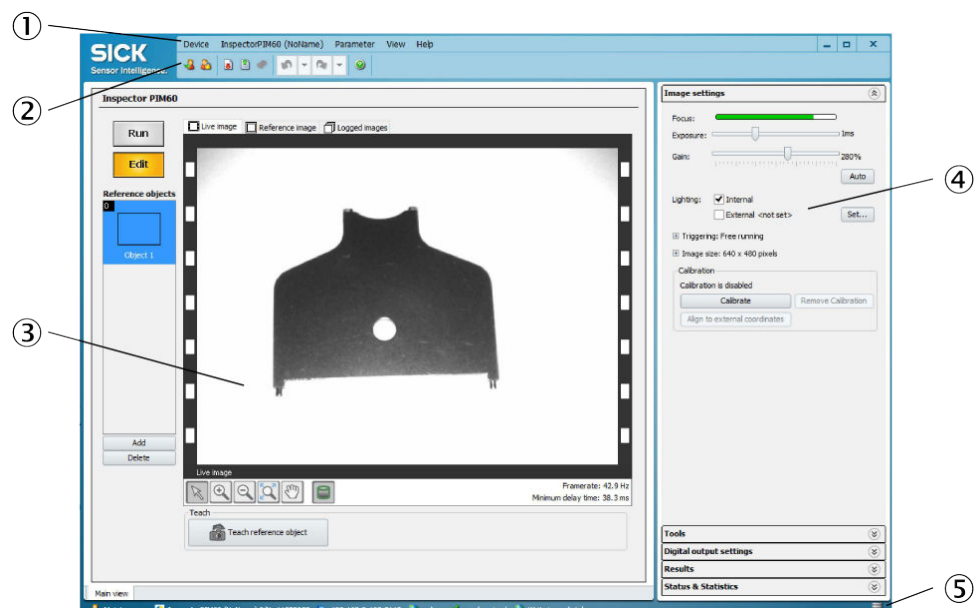 ①
②
③
④
⑤
SICK
Sensor Intelligence.
Device InspectorPIM60 (NoName) Parameter View Help
Inspector PIM60
Run
Edit
Reference objects
0
Object 1
Add
Delete
Live image Reference image Logged images
Live image
Framerate: 42.9 Hz
Minimum delay time: 38.3 ms
Teach
Teach reference object
Main view
Image settings
Focus:
Exposure: 1ms
Gain: 280%
Auto
Lighting: Internal
External <not set> Set...
Triggering: Free running
Image size: 640 x 480 pixels
Calibration
Calibration is disabled
Calibrate Remove Calibration
Align to external coordinates
Tools
Digital output settings
Results
Status & Statistics